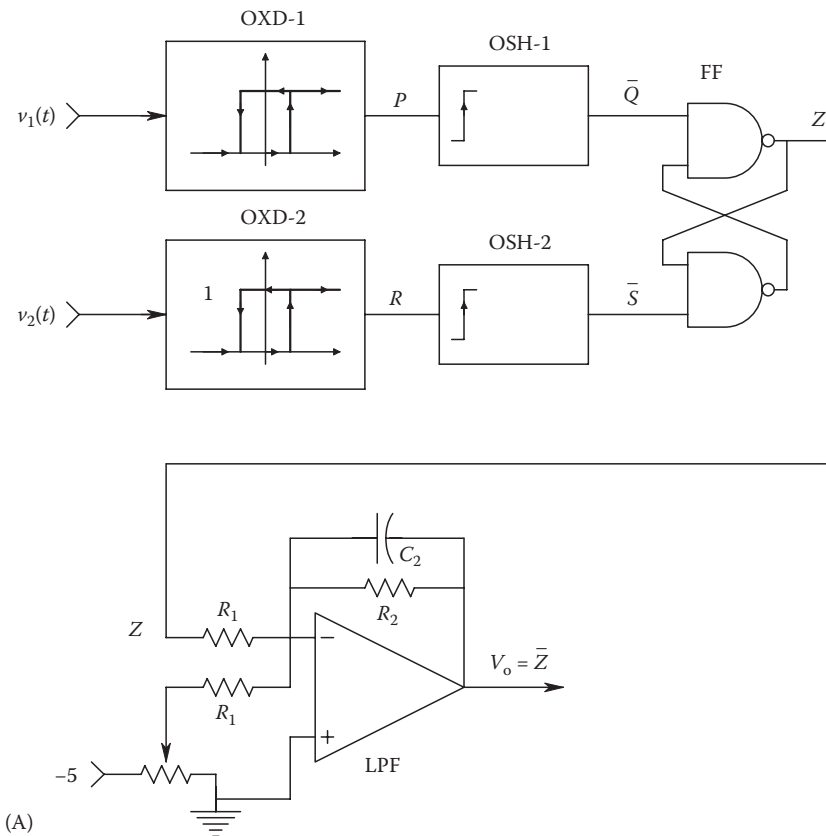 OXD-1
OSH-1
FF
v₁(t)
P
Q̄
Z
OXD-2
OSH-2
1
v₂(t)
R
S̄
C₂
R₂
Z
R₁
−
Vₒ = Z̄
R₁
+
LPF
–5
(A)